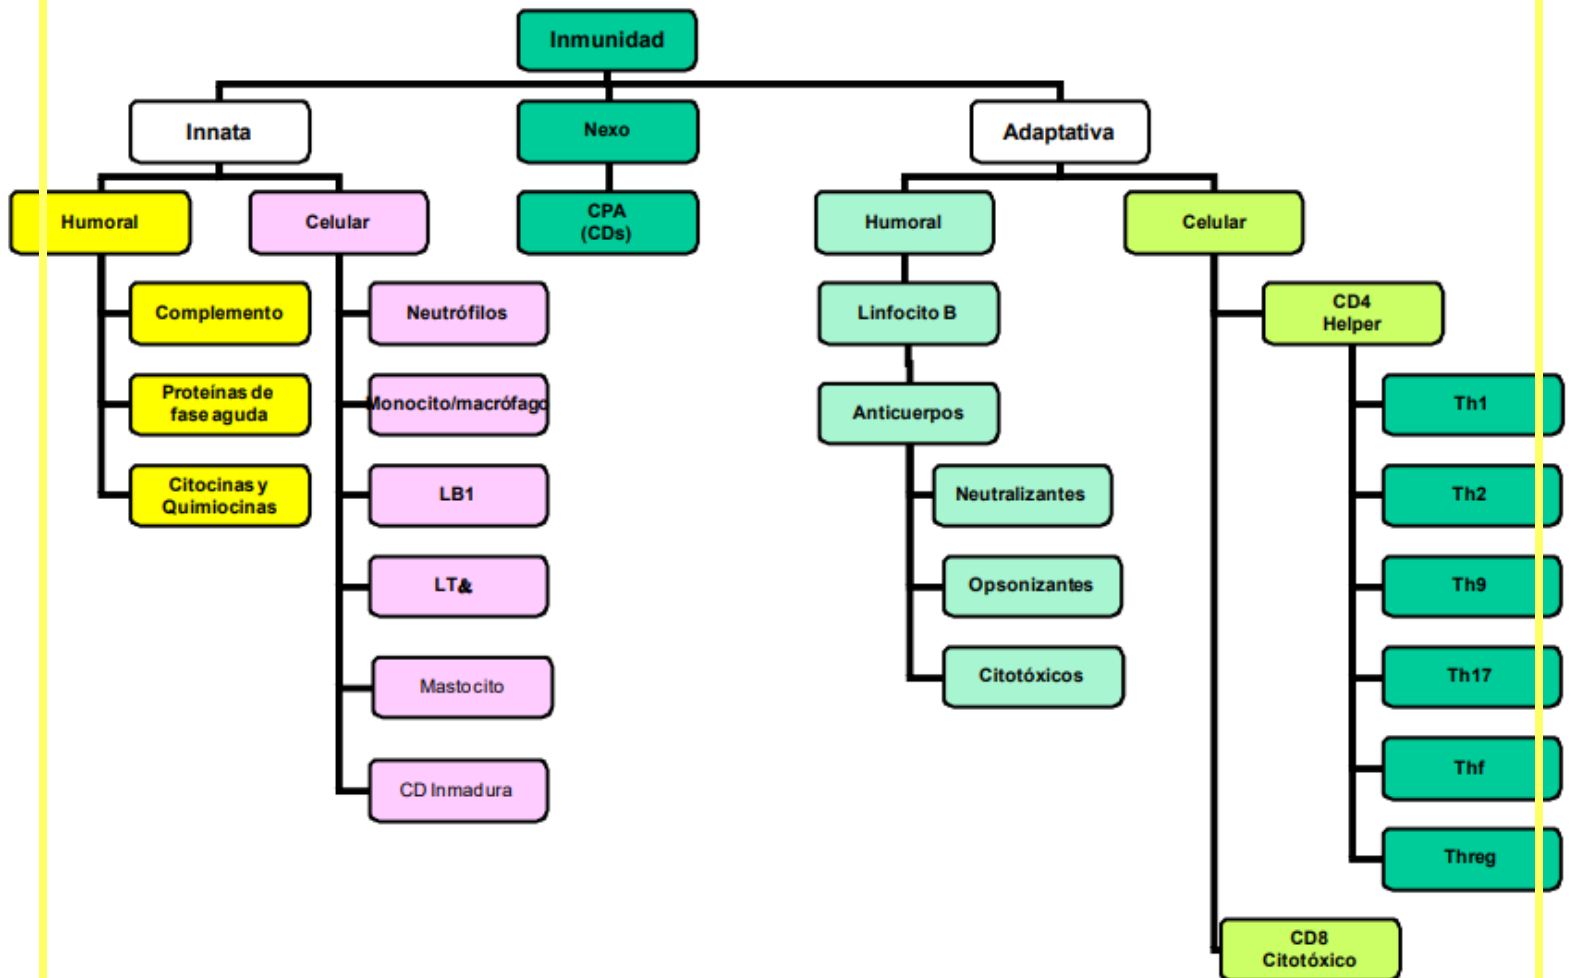 Inmunidad
Innata
Nexo
Adaptativa
Humoral
Celular
CPA
(CDs)
Humoral
Celular
Complemento
Proteínas de
fase aguda
Citocinas y
Quimiocinas
Neutrófilos
Monocito/macrófago
LB1
LT&
Mastocito
CD Inmadura
Linfocito B
Anticuerpos
Neutralizantes
Opsonizantes
Citotóxicos
CD4
Helper
Th1
Th2
Th9
Th17
Thf
Threg
CD8
Citotóxico